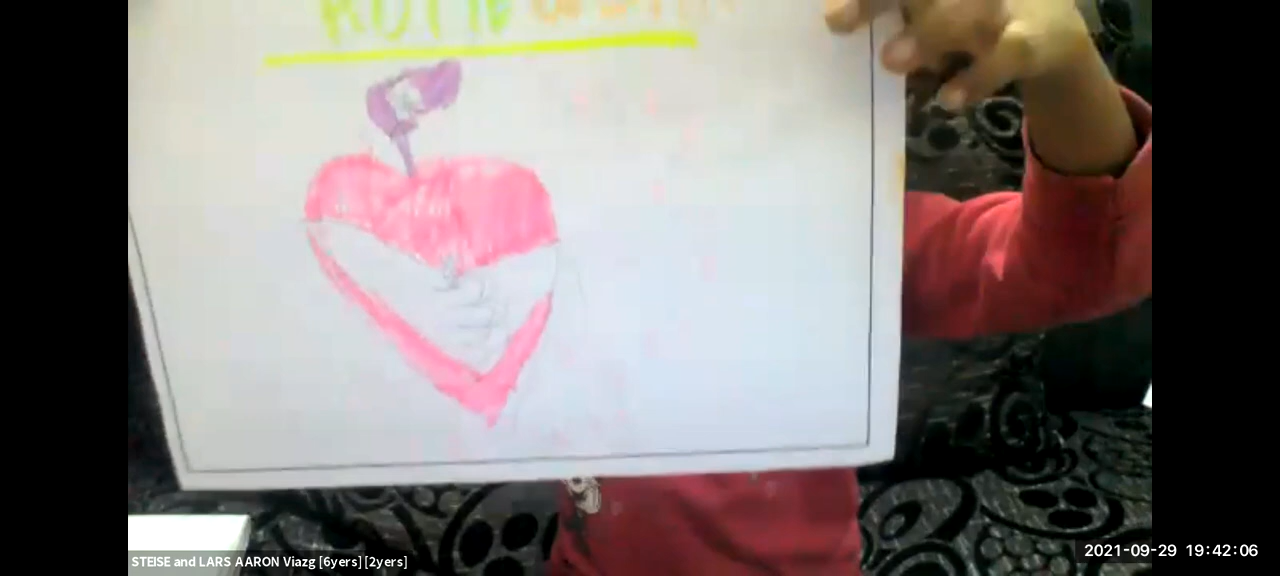 STEISE and LARS AARON Viazg [6yers] [2yers]
2021-09-29 19:42:06